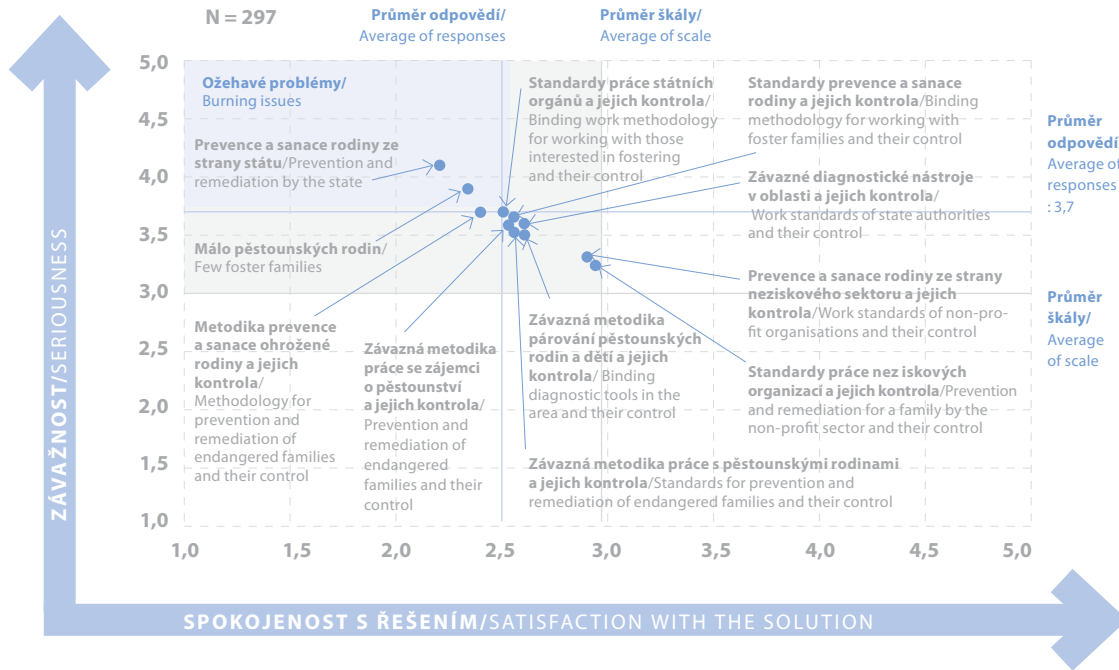 N = 297
Průměr odpovědí/
Average of responses
Průměr škály/
Average of scale
5,0
4,5
4,0
3,5
3,0
2,5
2,0
1,5
1,0
ZÁVAŽNOST/SERIOUSNESS
Ožehavé problémy/
Burning issues
Prevence a sanace rodiny ze
strany státu/Prevention and
remediation by the state
Málo pěstounských rodin/
Few foster families
Metodika prevence
a sanace ohrožené
rodiny a jejich
kontrola/
Methodology for
prevention and
remediation of
endangered families
and their control
Závazná metodika
práce se zájemci
o pěstounství
a jejich kontrola/
Prevention and
remediation of
endangered
families and their
control
Standardy práce státních
orgánů a jejich kontrola/
Binding work methodology
for working with those
interested in fostering
and their control
Závazná metodika
párování pěstounských
rodin a dětí a jejich
kontrola/ Binding
diagnostic tools in the
area and their control
Závazná metodika práce s pěstounskými rodinami
a jejich kontrola/Standards for prevention and
remediation of endangered families and their control
Standardy prevence a sanace
rodiny a jejich kontrola/Binding
methodology for working with
foster families and their control
Závazné diagnostické nástroje
v oblasti a jejich kontrola/
Work standards of state authorities
and their control
Prevence a sanace rodiny ze strany
neziskového sektoru a jejich
kontrola/Work standards of non-pro-
fit organisations and their control
Standardy práce nez iskových
organizací a jejich kontrola/Prevention
and remediation for a family by the
non-profit sector and their control
Průměr
odpovědí
Average of
responses
: 3,7
Průměr
škály/
Average
of scale
1,0 1,5 2,0 2,5 3,0 3,5 4,0 4,5 5,0
SPOKOJENOST S ŘEŠENÍM/SATISFACTION WITH THE SOLUTION